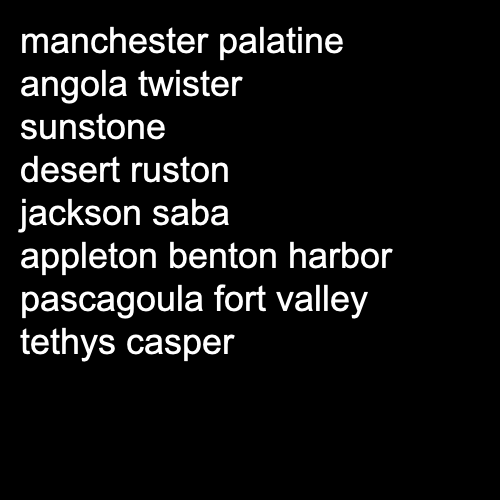 manchester palatine
angola twister
sunstone
desert ruston
jackson saba
appleton benton harbor
pascagoula fort valley
tethys casper